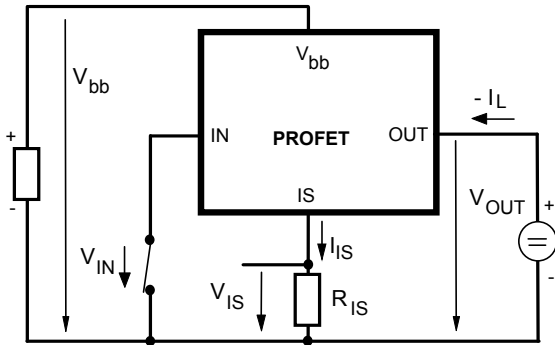 V_bb
V_bb
- I_L
+
IN
PROFET
OUT
IS
V_OUT
+
-
V_IN
I_IS
V_IS
R_IS
-